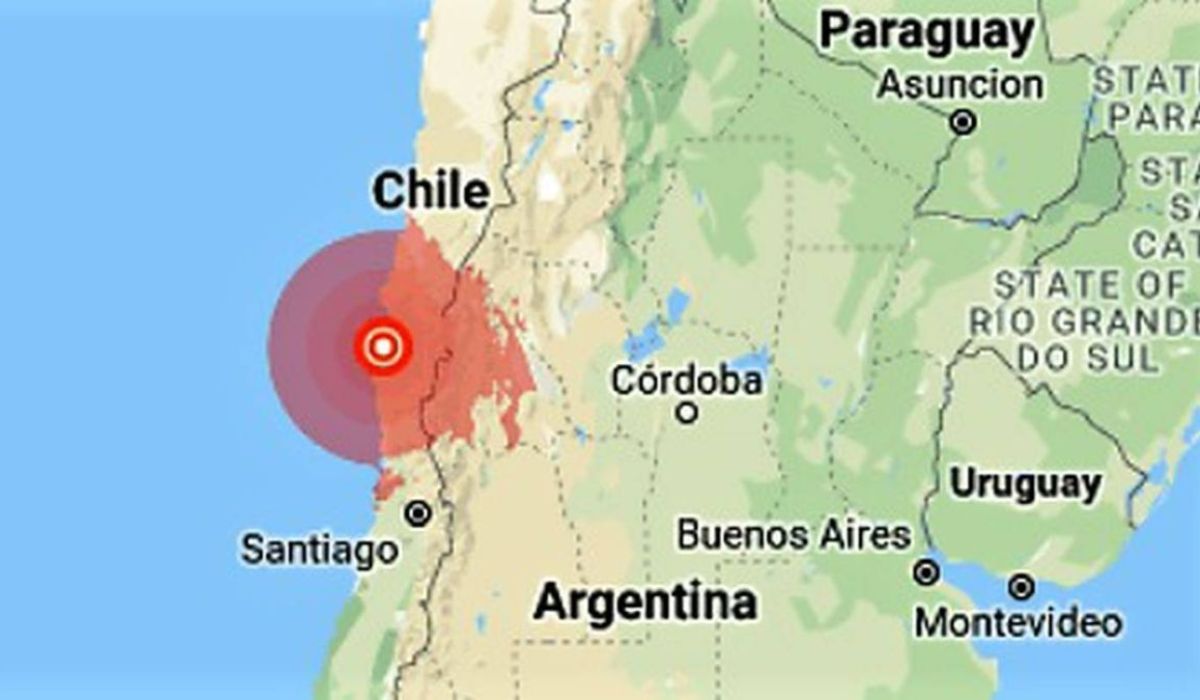 Paraguay
Asuncion
STATE
PARA
Chile
STA
SA
CAT
STATE OF
RIO GRANDE
DO SUL
Córdoba
Uruguay
Buenos Aires
Santiago
Argentina
Montevideo